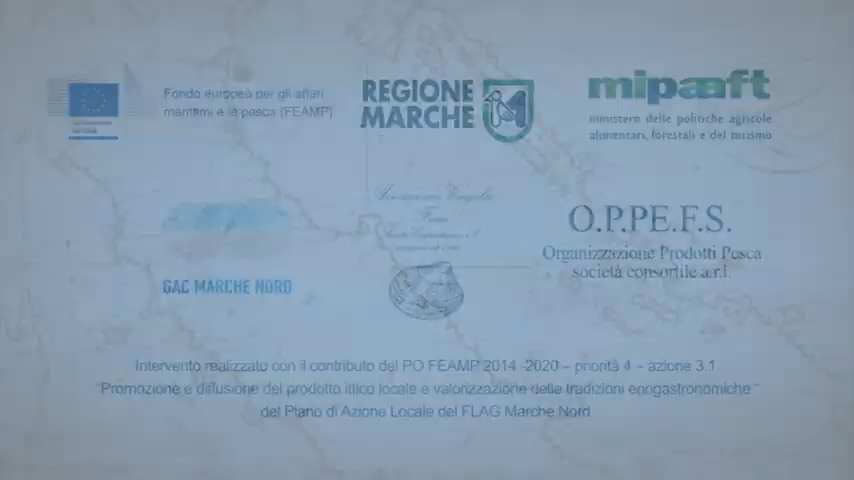 Fondo europeo per gli affari
marittimi e la pesca (FEAMP)
REGIONE
MARCHE
mipaaft
ministero delle politiche agricole
alimentari, forestali e del turismo
GAC MARCHE NORD
O.P.PE.F.S.
Organizzazione Prodotti Pesca
società consortile a r.l.
Intervento realizzato con il contributo del PO FEAMP 2014 -2020 – priorità 4 – azione 3.1
"Promozione e diffusione del prodotto ittico locale e valorizzazione delle tradizioni enogastronomiche "
del Piano di Azione Locale del FLAG Marche Nord